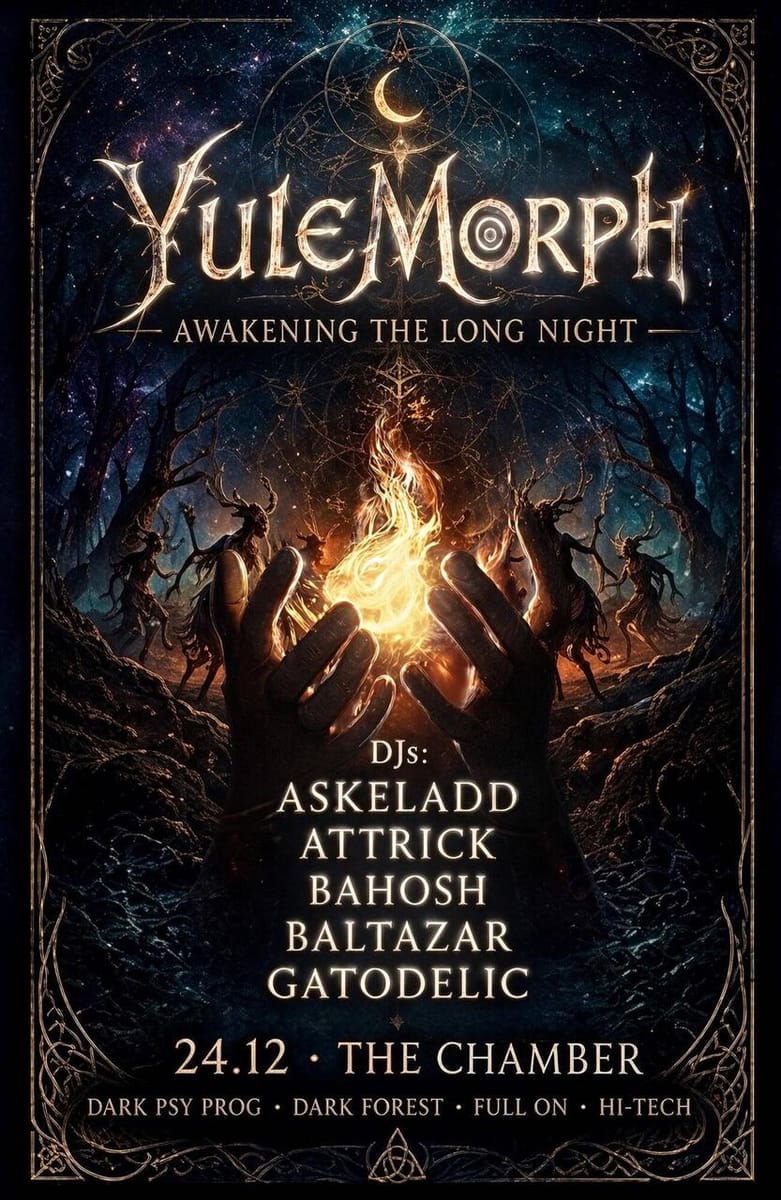 YULEMORPH
AWAKENING THE LONG NIGHT
DJs:
ASKELADD
ATTRICK
BAHOSH
BALTAZAR
GATODELIC
24.12 · THE CHAMBER
DARK PSY PROG · DARK FOREST · FULL ON · HI-TECH